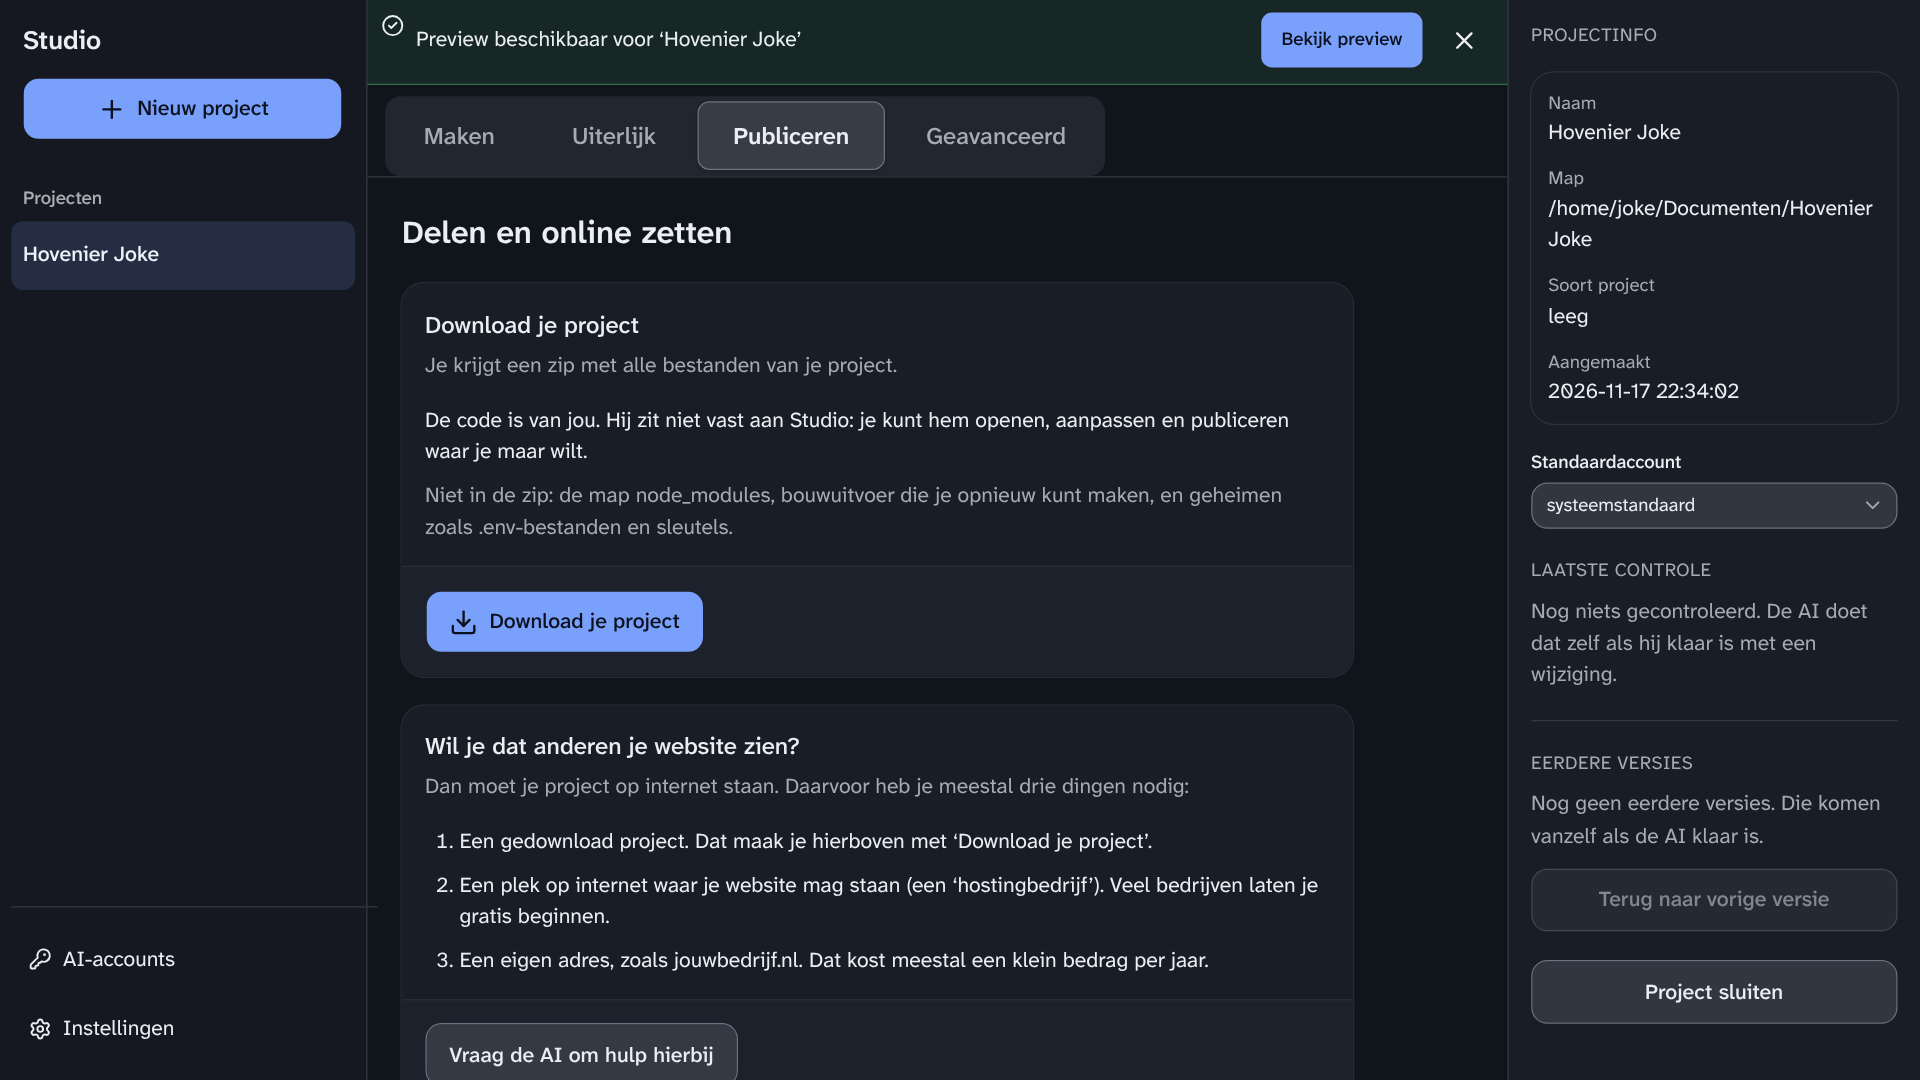 Studio
Nieuw project
Projecten
Hovenier Joke
AI-accounts
Instellingen
Preview beschikbaar voor ‘Hovenier Joke’
Bekijk preview
Maken
Uiterlijk
Publiceren
Geavanceerd
Delen en online zetten
Download je project
Je krijgt een zip met alle bestanden van je project.
De code is van jou. Hij zit niet vast aan Studio: je kunt hem openen, aanpassen en publiceren
waar je maar wilt.
Niet in de zip: de map node_modules, bouwuitvoer die je opnieuw kunt maken, en geheimen
zoals .env-bestanden en sleutels.
Download je project
Wil je dat anderen je website zien?
Dan moet je project op internet staan. Daarvoor heb je meestal drie dingen nodig:
1. Een gedownload project. Dat maak je hierboven met ‘Download je project’.
2. Een plek op internet waar je website mag staan (een ‘hostingbedrijf’). Veel bedrijven laten je
gratis beginnen.
3. Een eigen adres, zoals jouwbedrijf.nl. Dat kost meestal een klein bedrag per jaar.
Vraag de AI om hulp hierbij
PROJECTINFO
Naam
Hovenier Joke
Map
/home/joke/Documenten/Hovenier
Joke
Soort project
leeg
Aangemaakt
2026-11-17 22:34:02
Standaardaccount
systeemstandaard
LAATSTE CONTROLE
Nog niets gecontroleerd. De AI doet
dat zelf als hij klaar is met een
wijziging.
EERDERE VERSIES
Nog geen eerdere versies. Die komen
vanzelf als de AI klaar is.
Terug naar vorige versie
Project sluiten